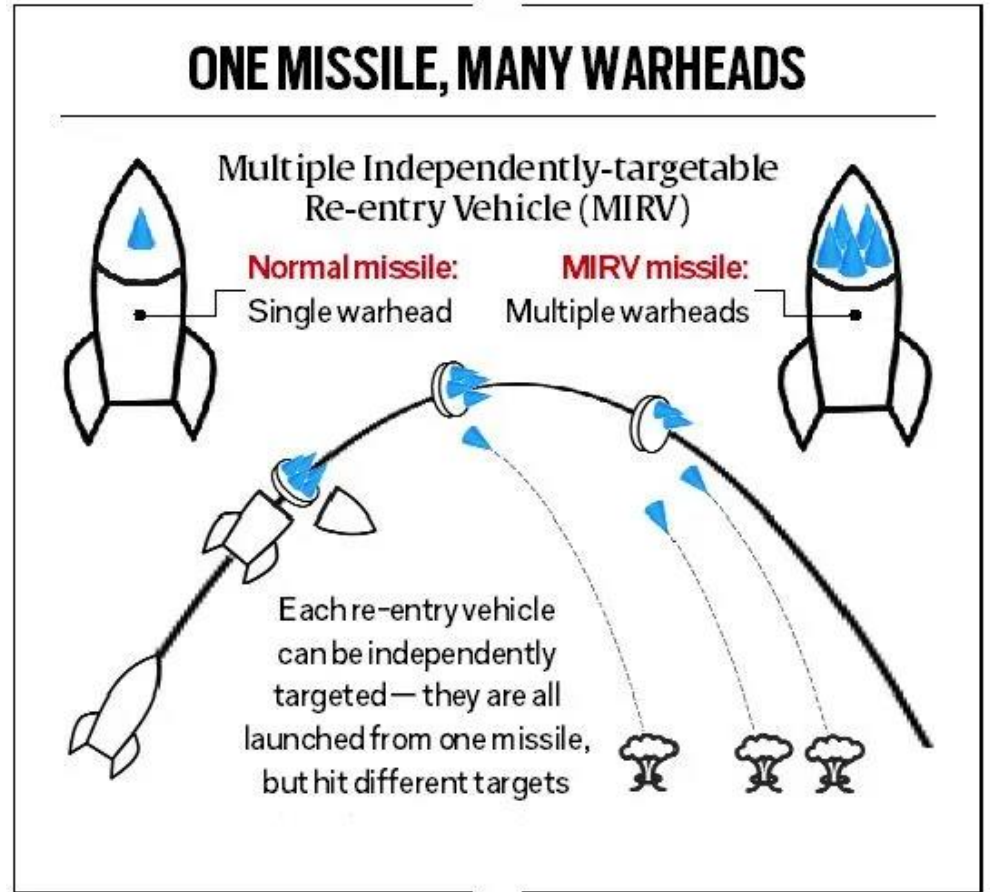 ONE MISSILE, MANY WARHEADS
Multiple Independently-targetable
Re-entry Vehicle (MIRV)
Normal missile:
Single warhead
MIRV missile:
Multiple warheads
Each re-entry vehicle
can be independently
targeted — they are all
launched from one missile,
but hit different targets